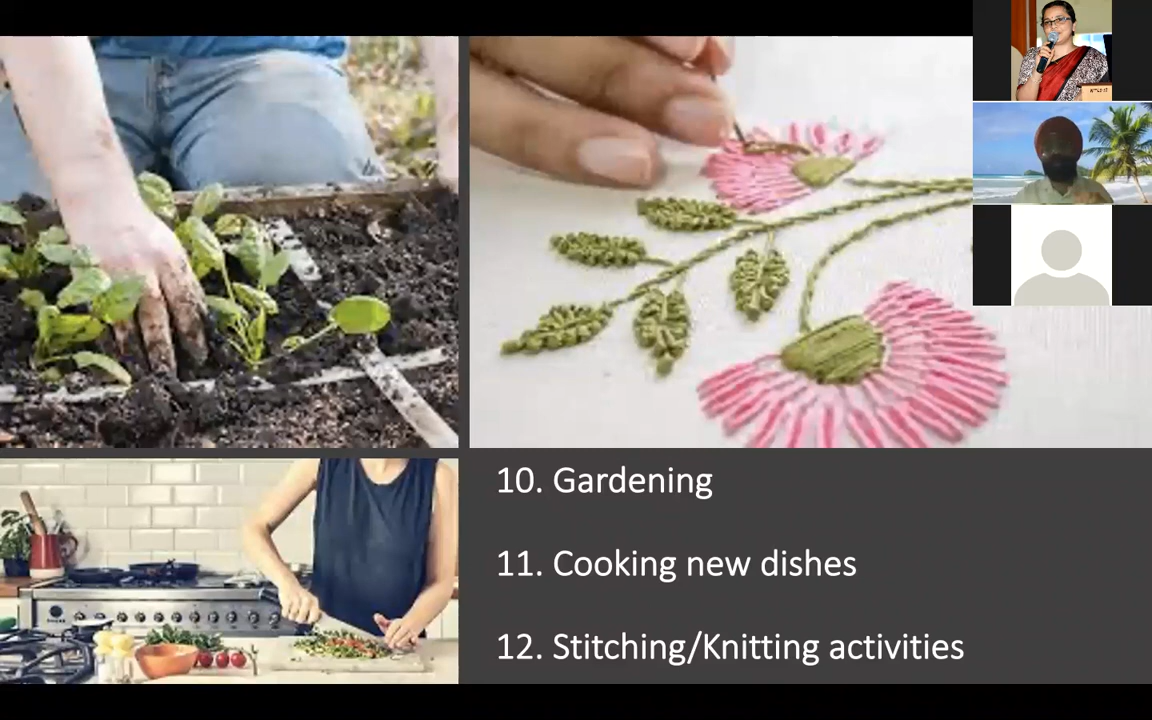 10. Gardening
11. Cooking new dishes
12. Stitching/Knitting activities